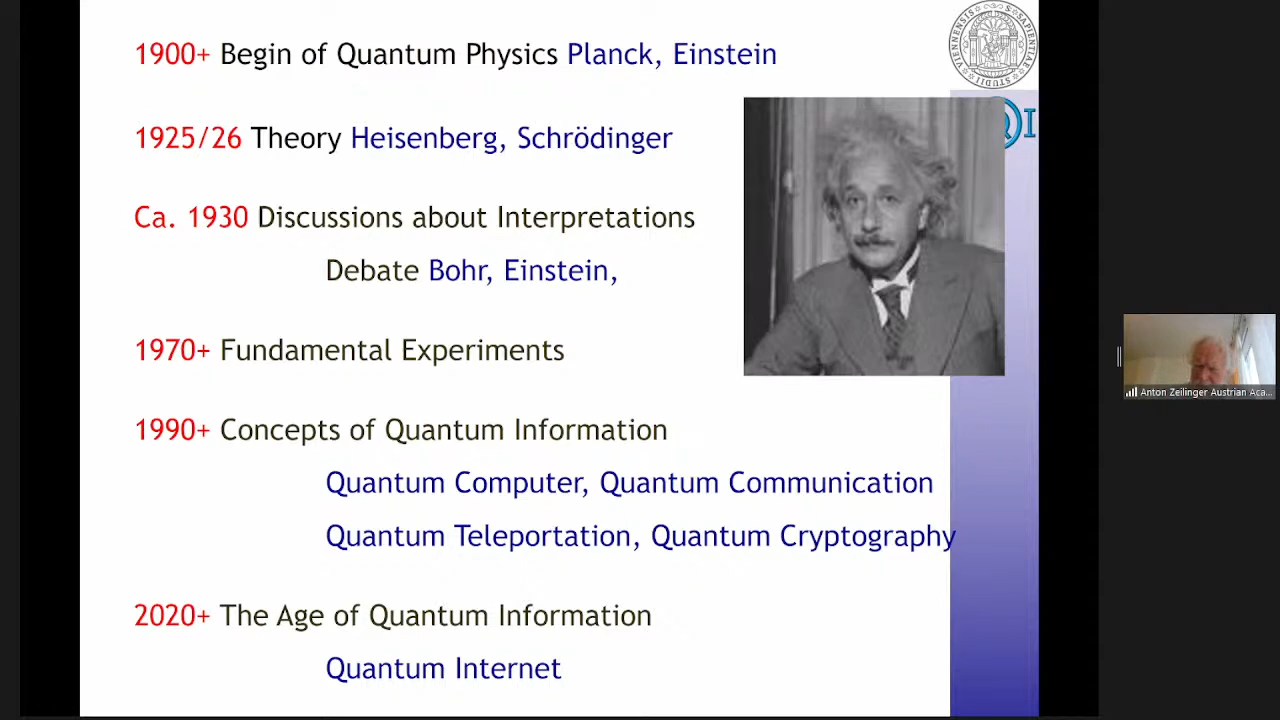 1900+ Begin of Quantum Physics Planck, Einstein
1925/26 Theory Heisenberg, Schrödinger
Ca. 1930 Discussions about Interpretations
Debate Bohr, Einstein,
1970+ Fundamental Experiments
1990+ Concepts of Quantum Information
Quantum Computer, Quantum Communication
Quantum Teleportation, Quantum Cryptography
2020+ The Age of Quantum Information
Quantum Internet
Anton Zeilinger Austrian Aca...